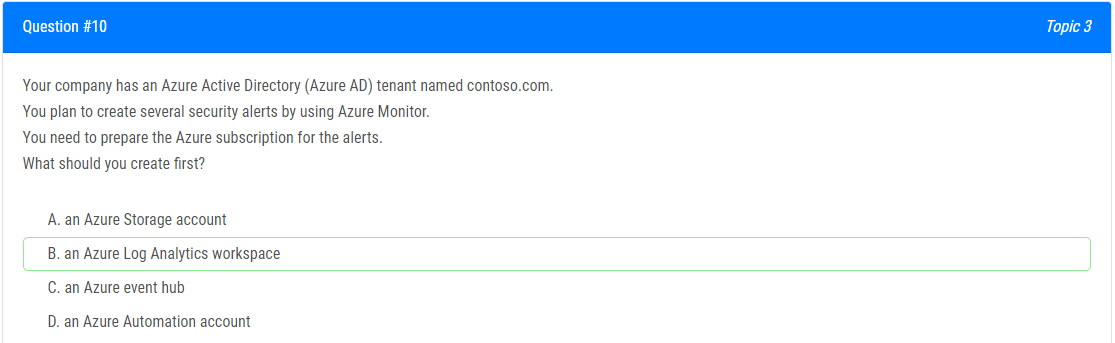 Question #10
Topic 3
Your company has an Azure Active Directory (Azure AD) tenant named contoso.com.
You plan to create several security alerts by using Azure Monitor.
You need to prepare the Azure subscription for the alerts.
What should you create first?
A. an Azure Storage account
B. an Azure Log Analytics workspace
C. an Azure event hub
D. an Azure Automation account